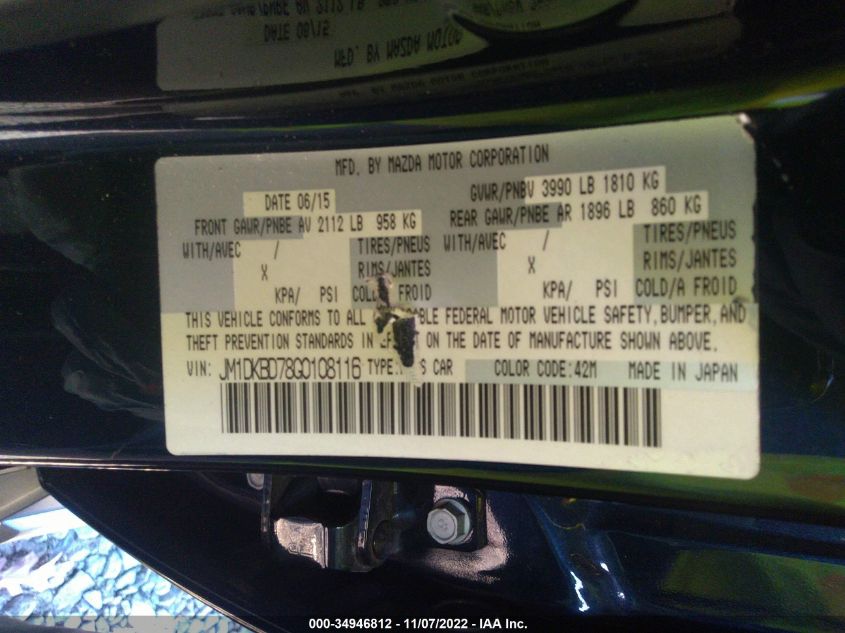 MFD. BY MAZDA MOTOR CORPORATION
DATE 06/15 GVWR/PNBV 3990 LB 1810 KG
FRONT GAWR/PNBE AV 2112 LB 958 KG REAR GAWR/PNBE AR 1896 LB 860 KG
WITH/AVEC / TIRES/PNEUS WITH/AVEC / TIRES/PNEUS
X RIMS/JANTES X RIMS/JANTES
KPA/ PSI COLD/ FROID KPA/ PSI COLD/A FROID
THIS VEHICLE CONFORMS TO ALL FEDERAL MOTOR VEHICLE SAFETY, BUMPER, AND
THEFT PREVENTION STANDARDS IN ON THE DATE OF MANUFACTURE SHOWN ABOVE.
VIN: JM1DKBD78G0108116 TYPE: CAR COLOR CODE:42M MADE IN JAPAN
000-34946812 - 11/07/2022 - IAA Inc.